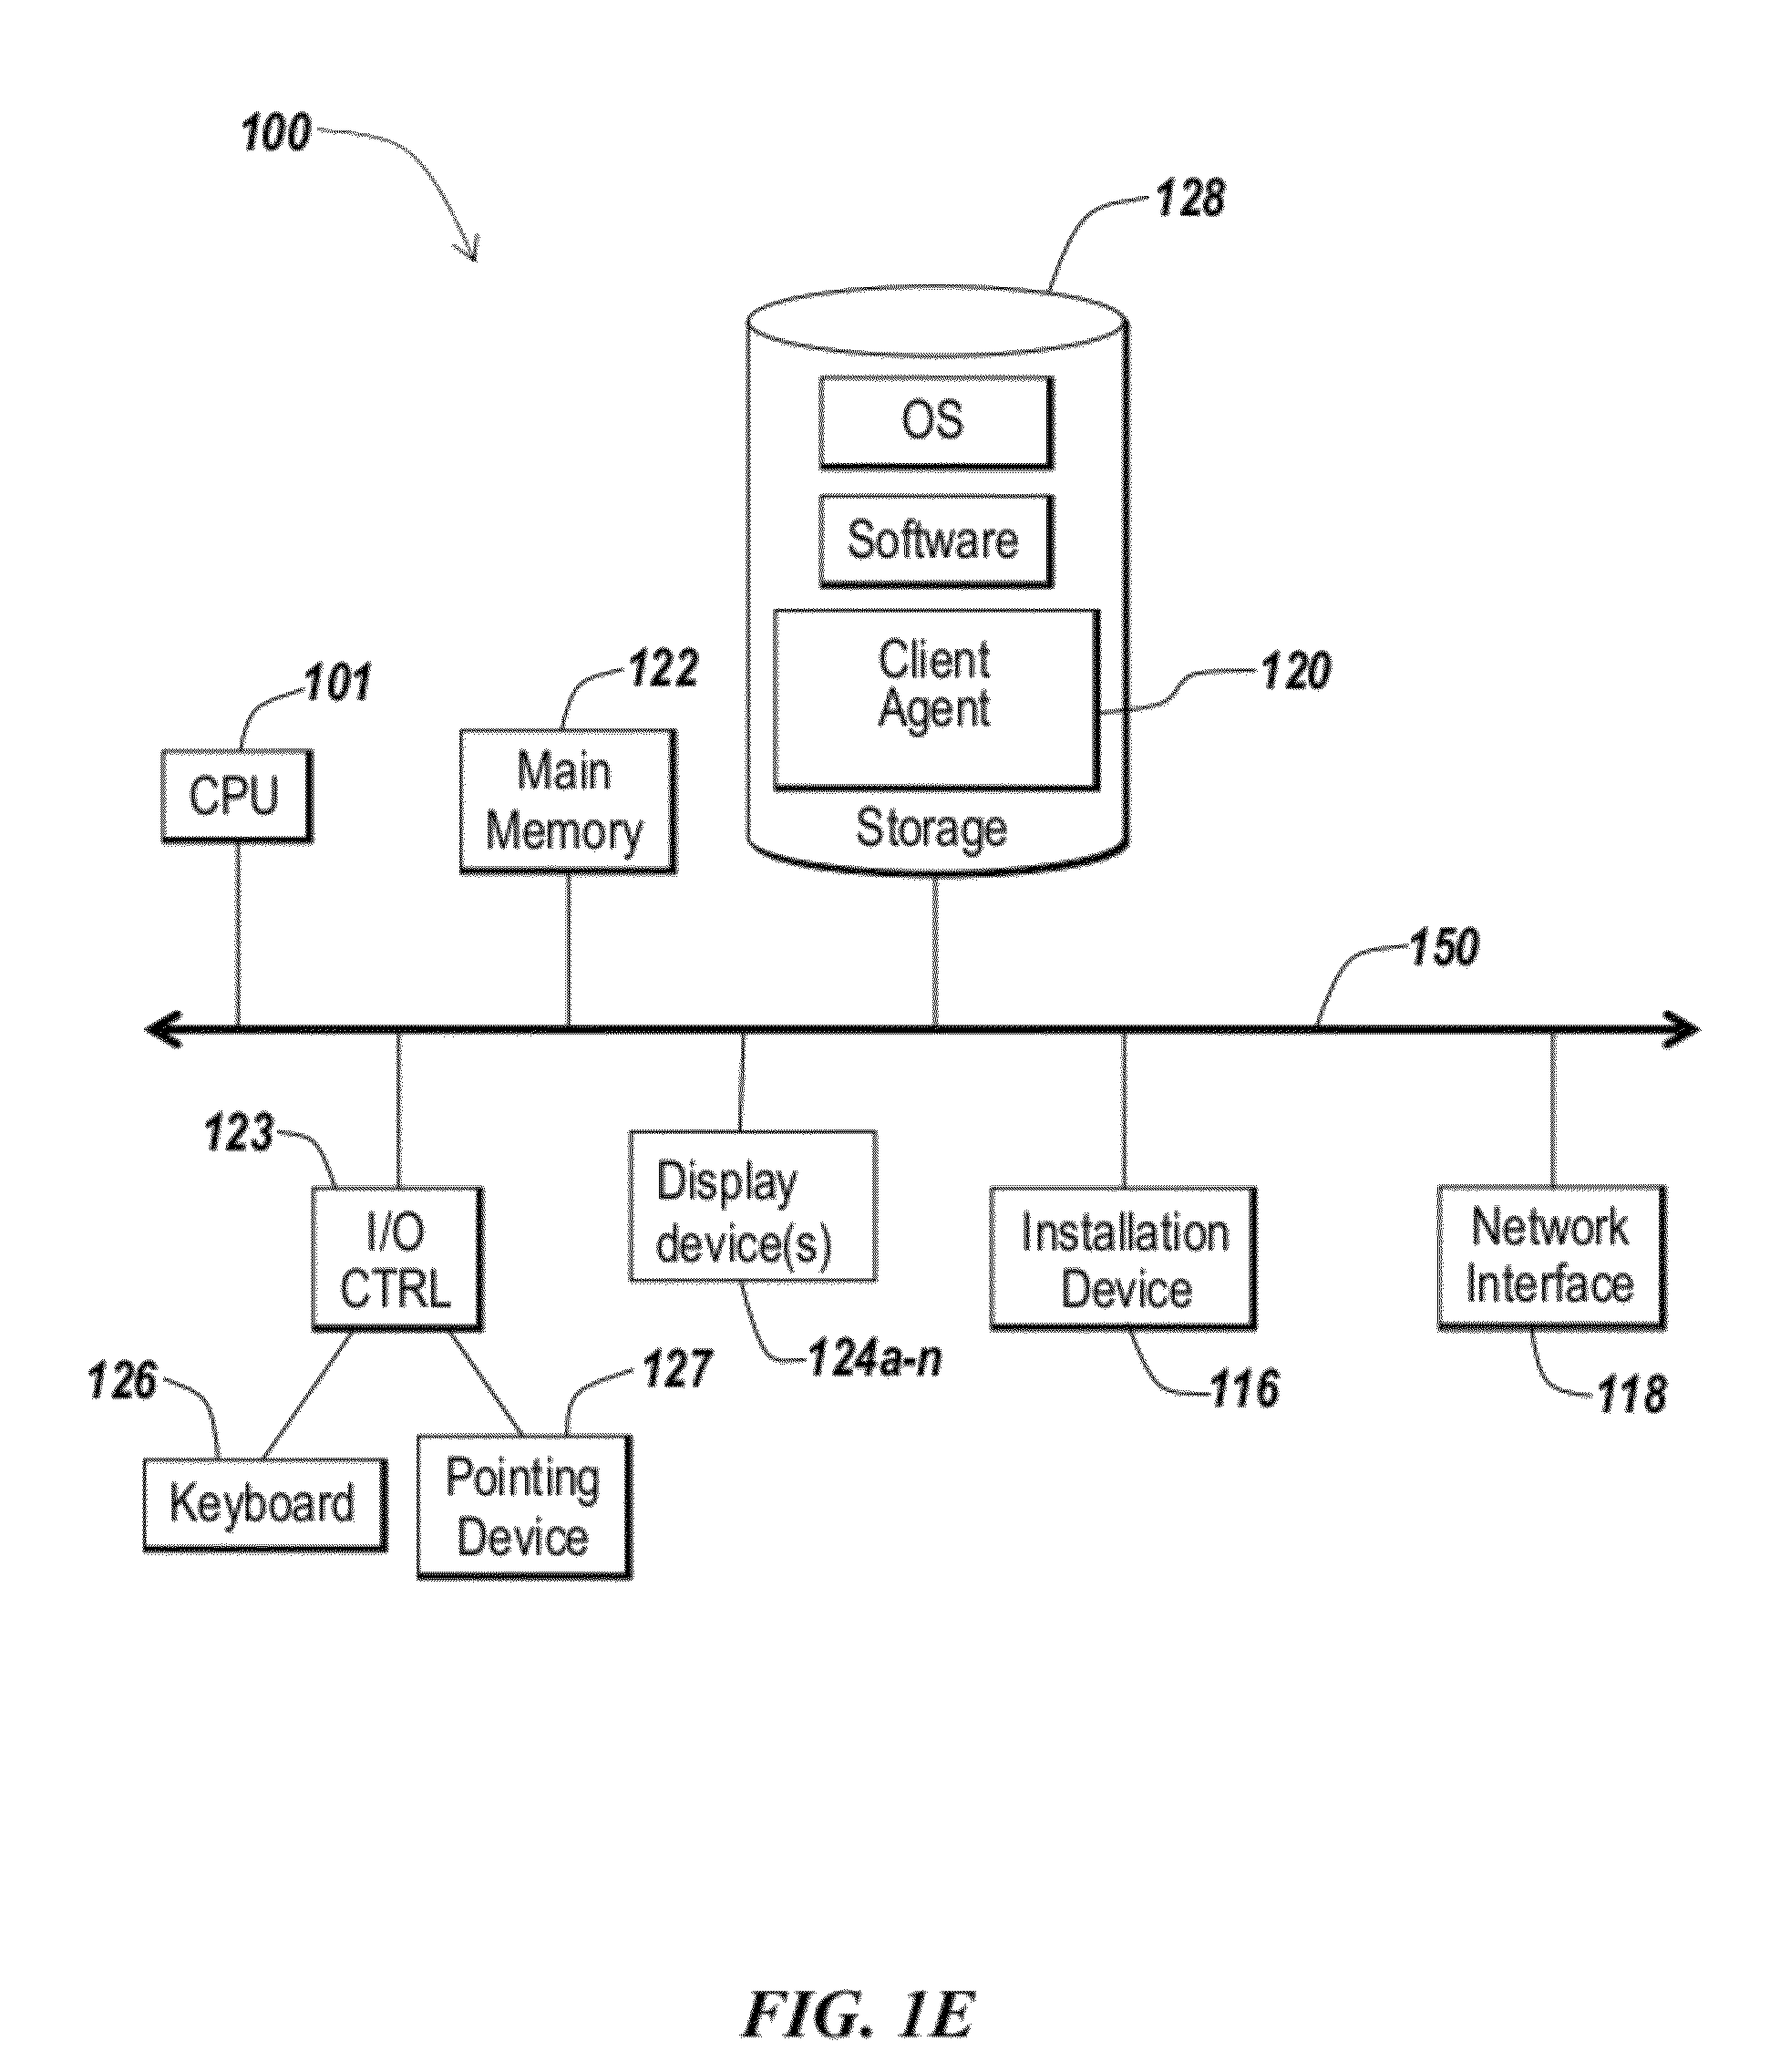 100
128
OS
Software
Client
Agent
120
Storage
101
CPU
122
Main
Memory
150
123
I/O
CTRL
Display
device(s)
124a-n
Installation
Device
116
Network
Interface
118
126
Keyboard
127
Pointing
Device
FIG. 1E